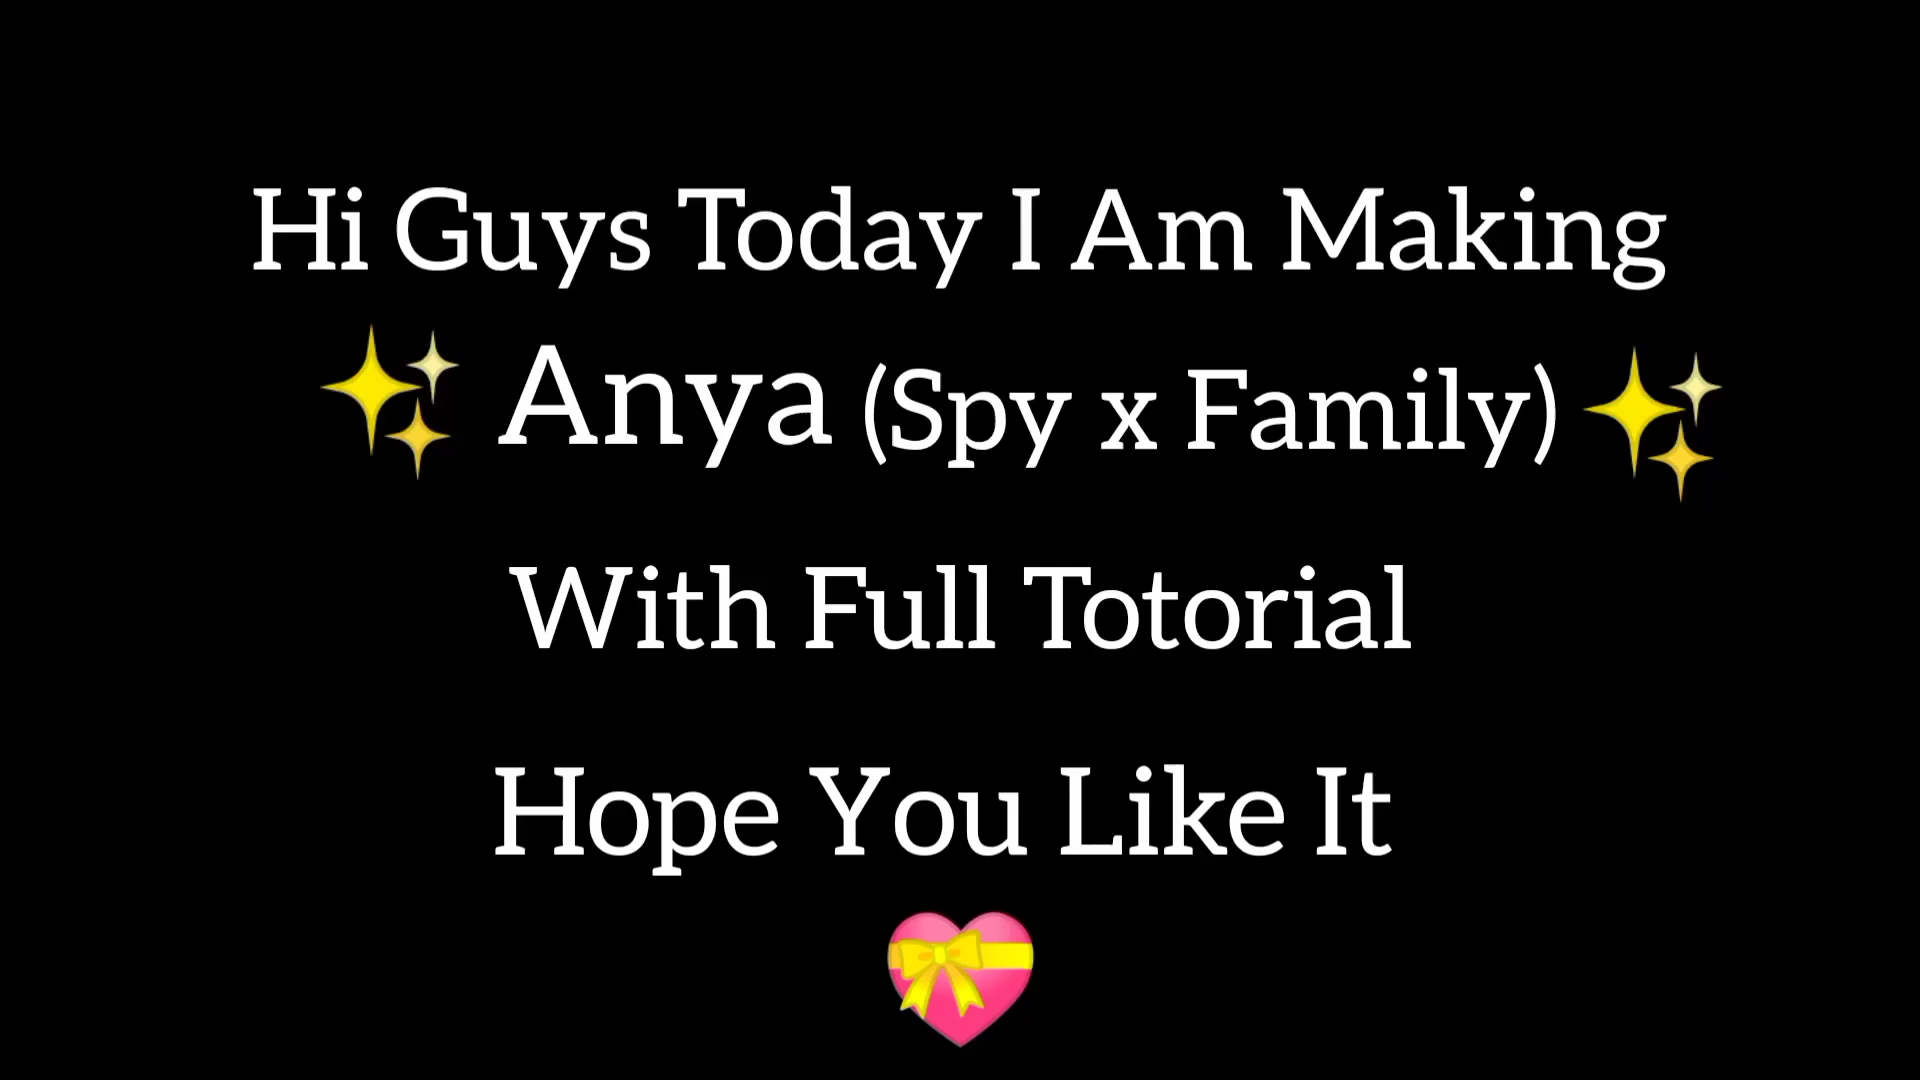 Hi Guys Today I Am Making
✨ Anya (Spy x Family) ✨
With Full Totorial
Hope You Like It
💝